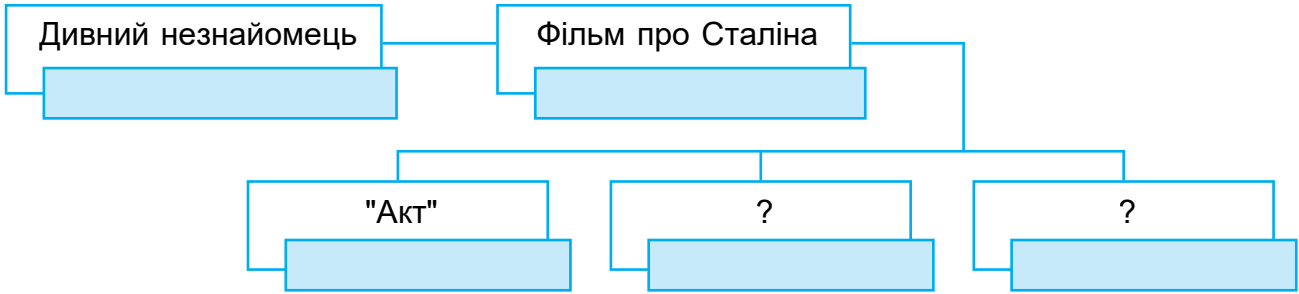 Дивний незнайомець
Фільм про Сталіна
"Акт"
?
?